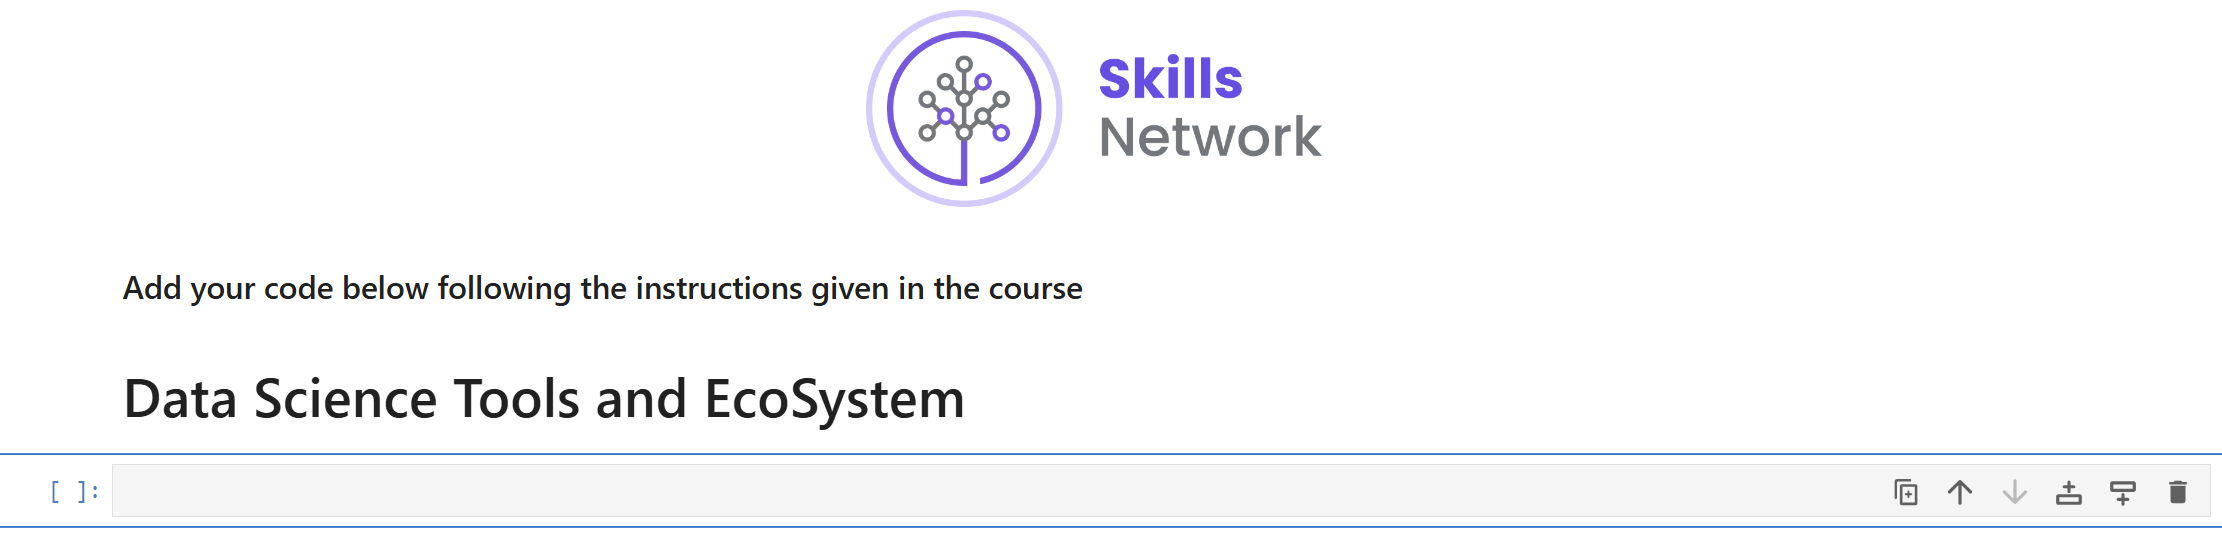 Skills
Network
Add your code below following the instructions given in the course
Data Science Tools and EcoSystem
[ ]: